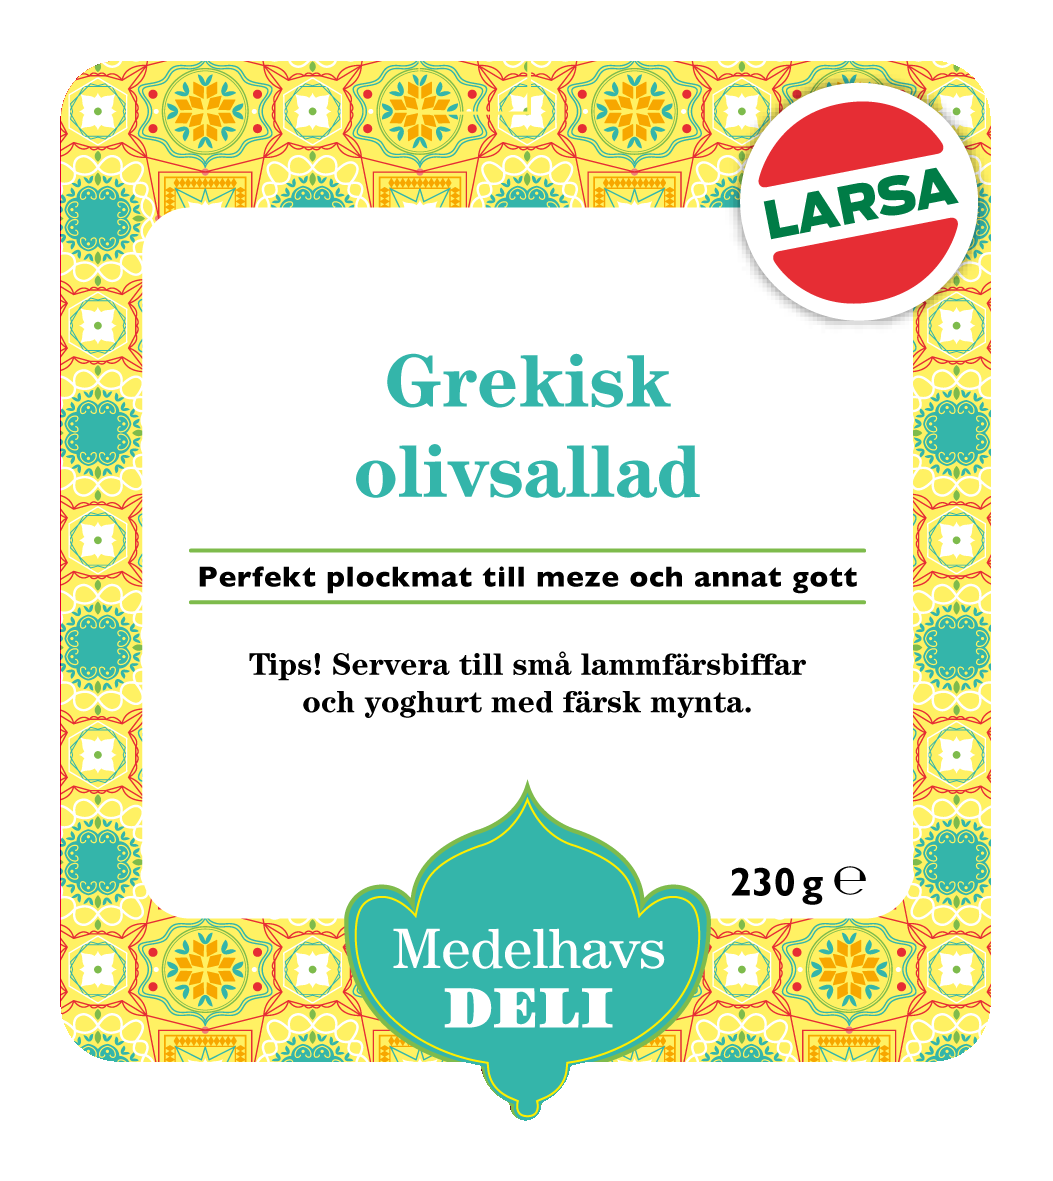 LARSA
Grekisk
olivsallad
Perfekt plockmat till meze och annat gott
Tips! Servera till små lammfärsbiffar
och yoghurt med färsk mynta.
230 g ℮
Medelhavs
DELI